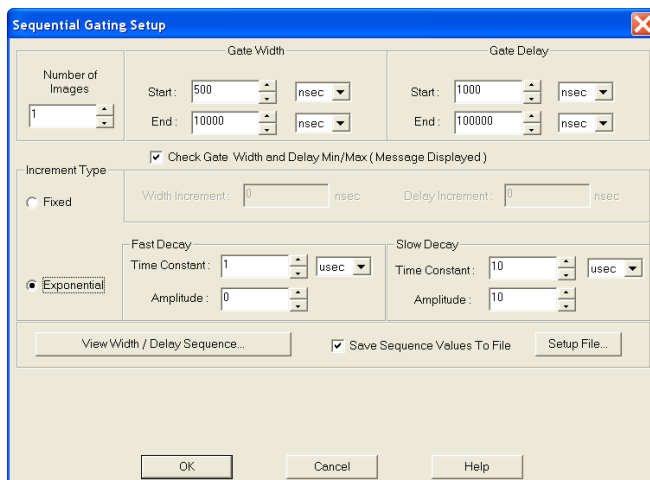 Sequential Gating Setup
Number of
Images
1
Gate Width
Start: 500 nsec
End: 10000 nsec
Gate Delay
Start: 1000 nsec
End: 100000 nsec
Check Gate Width and Delay Min/Max ( Message Displayed )
Increment Type
Fixed
Width Increment: 0 nsec
Delay Increment: 0 nsec
Exponential
Fast Decay
Time Constant: 1 usec
Amplitude: 0
Slow Decay
Time Constant: 10 usec
Amplitude: 10
View Width / Delay Sequence...
Save Sequence Values To File
Setup File...
OK
Cancel
Help